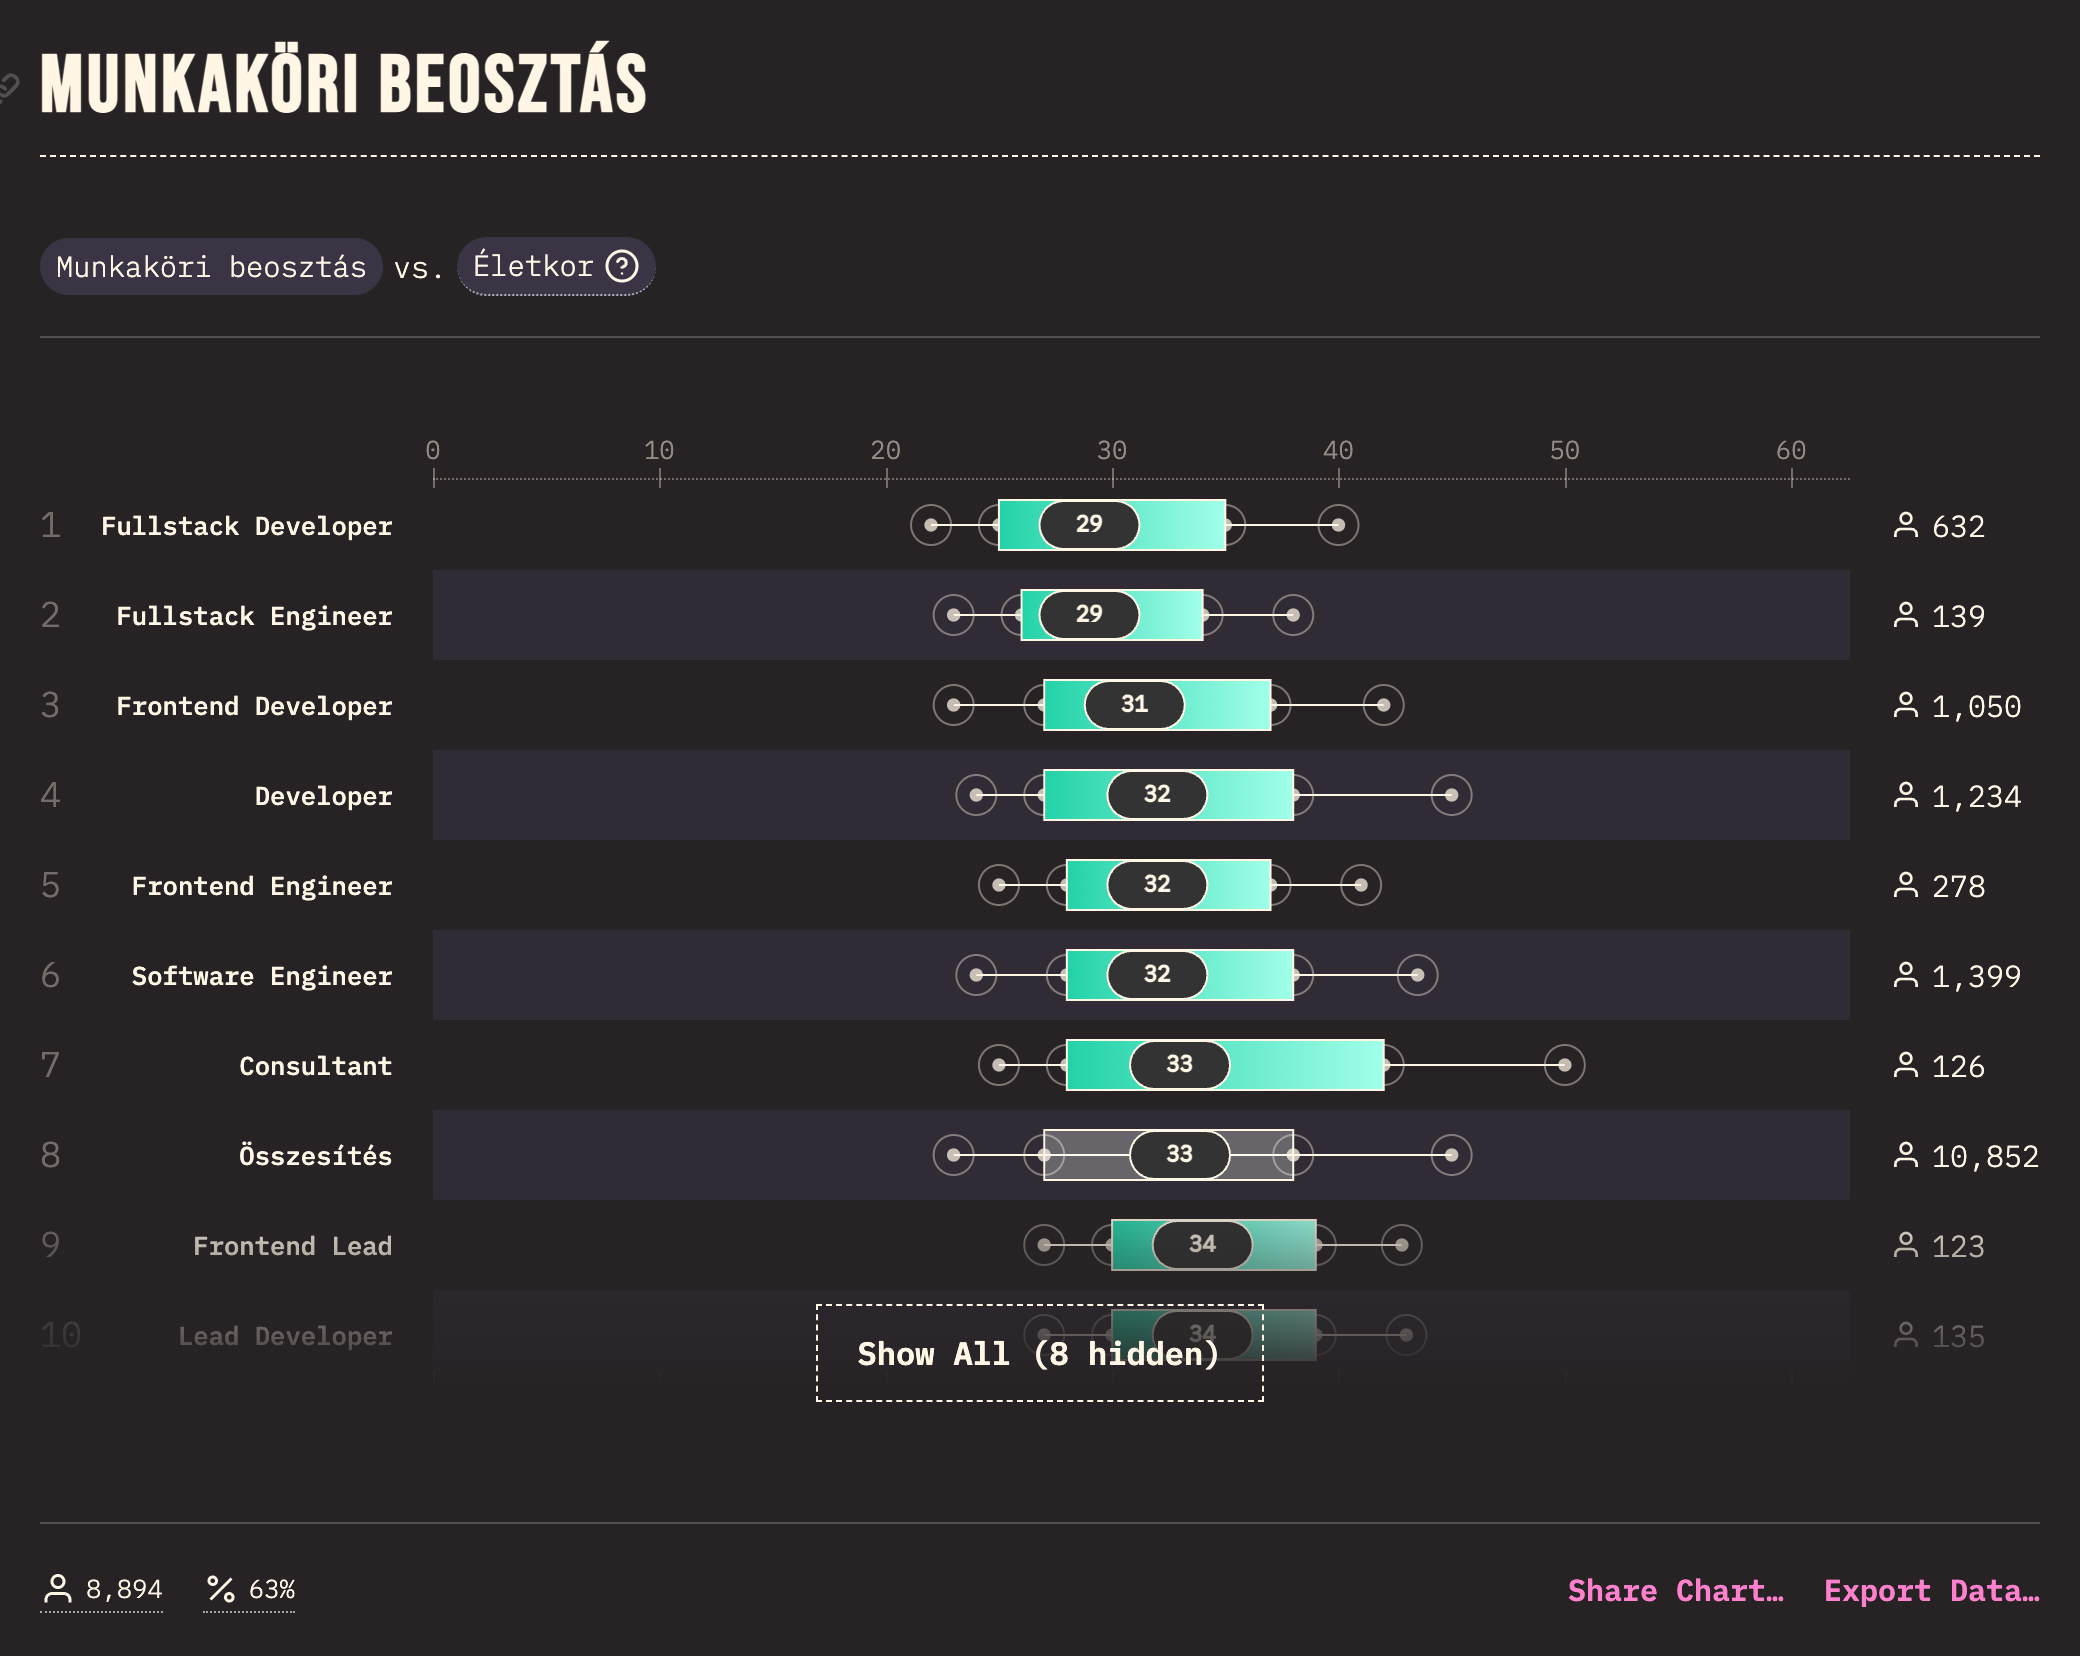 MUNKAKÖRI BEOSZTÁS
Munkaköri beosztás vs. Életkor ?
0 10 20 30 40 50 60
1 Fullstack Developer 29 632
2 Fullstack Engineer 29 139
3 Frontend Developer 31 1,050
4 Developer 32 1,234
5 Frontend Engineer 32 278
6 Software Engineer 32 1,399
7 Consultant 33 126
8 Összesítés 33 10,852
9 Frontend Lead 34 123
10 Lead Developer 34 135
Show All (8 hidden)
8,894 % 63% Share Chart… Export Data…